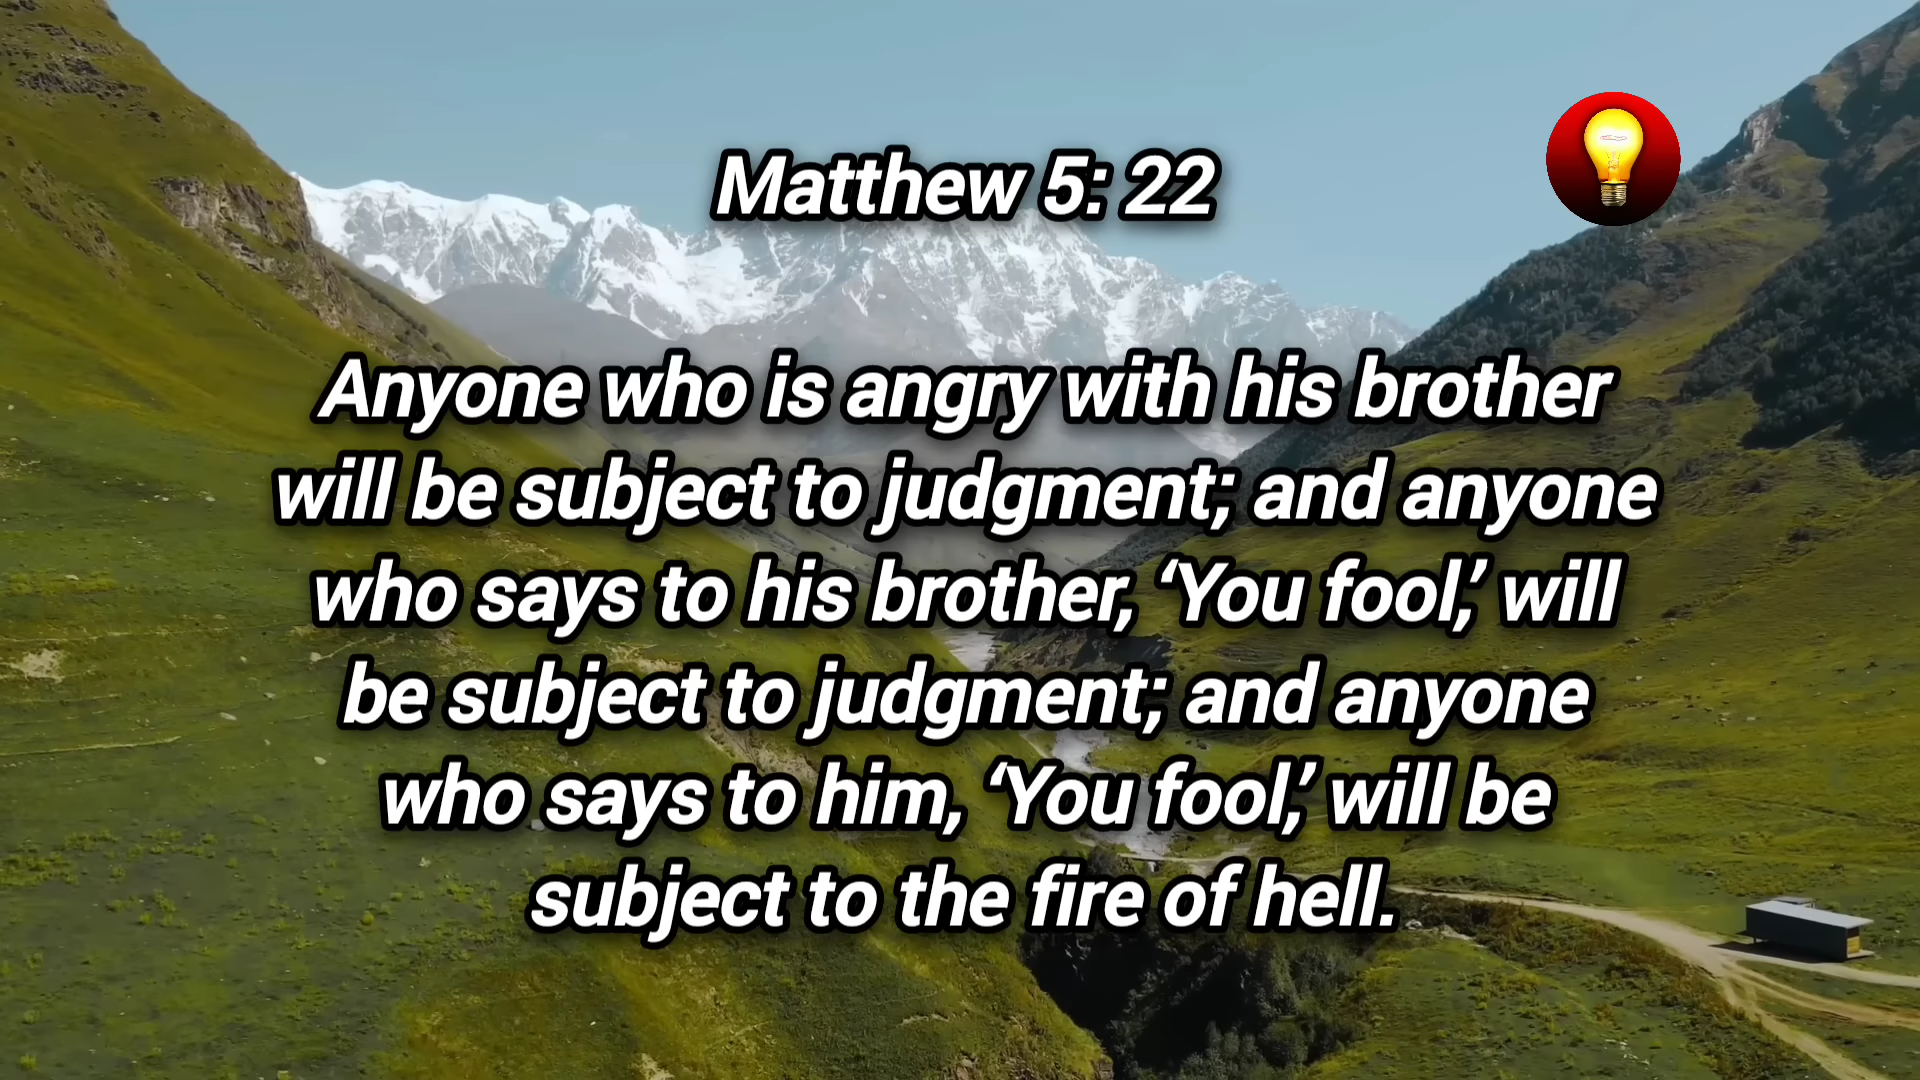 Matthew 5: 22
Anyone who is angry with his brother
will be subject to judgment; and anyone
who says to his brother, ‘You fool,’ will
be subject to judgment; and anyone
who says to him, ‘You fool,’ will be
subject to the fire of hell.